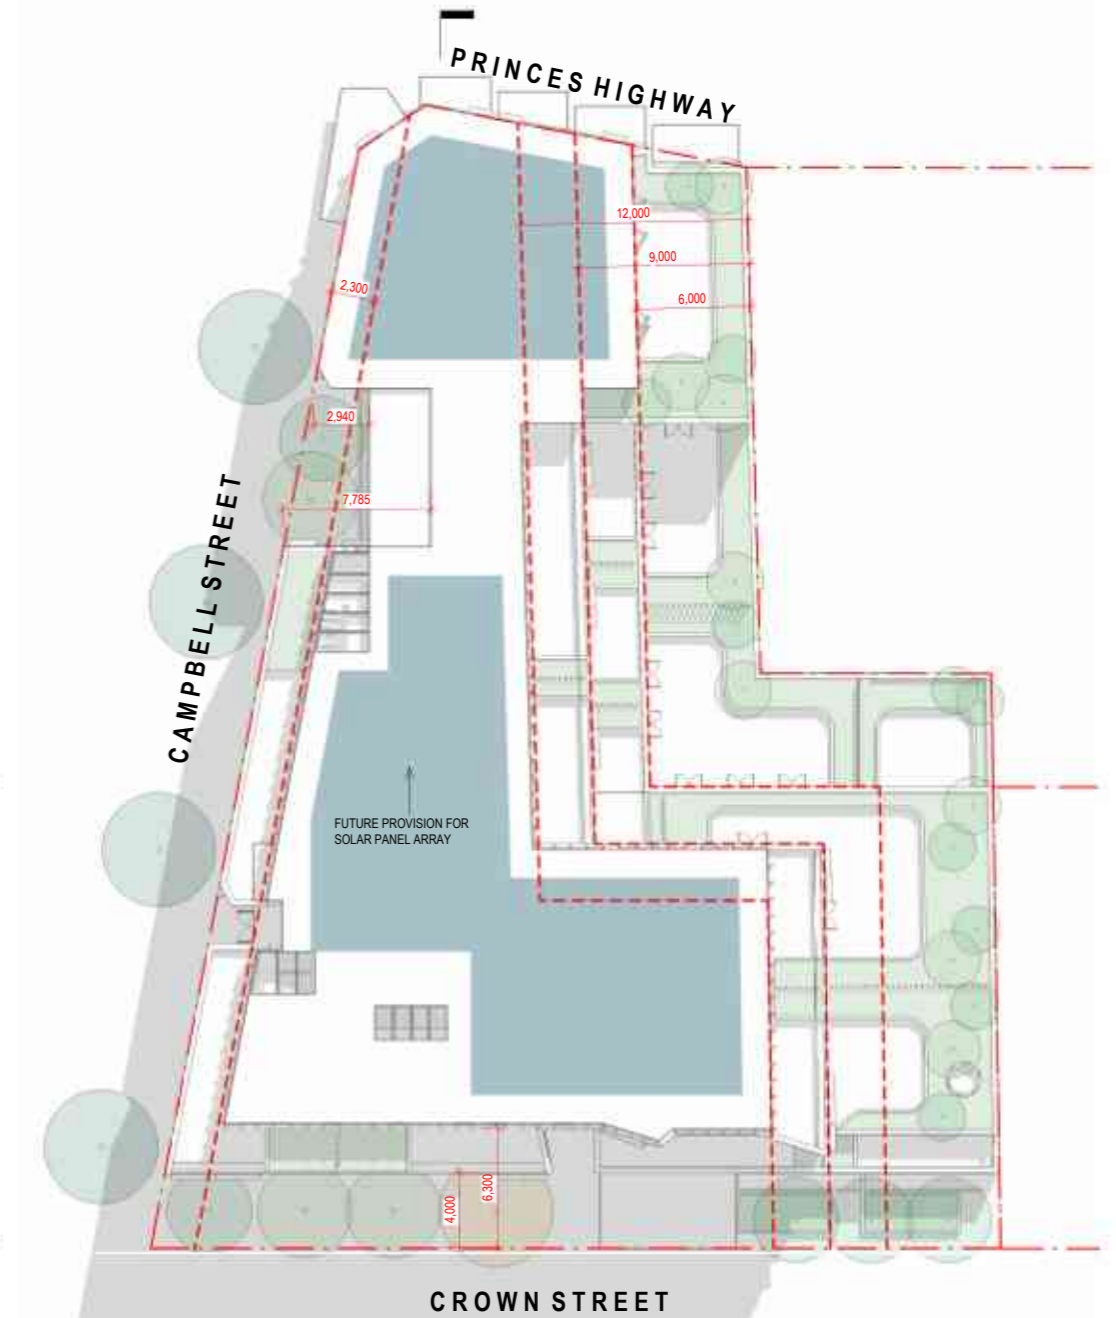 PRINCES HIGHWAY
12,000
9,000
2,300
6,000
2,940
7,785
CAMPBELL STREET
FUTURE PROVISION FOR
SOLAR PANEL ARRAY
4,000
6,300
CROWN STREET